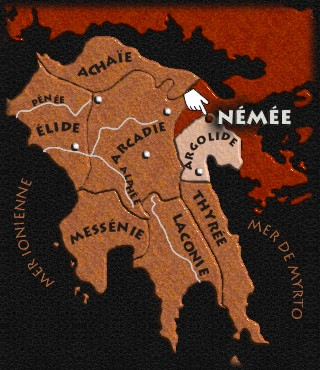 ACHAÏE
PÉNÉE
NÉMÉE
ÉLIDE
ARCADIE
ARGOLIDE
ALPHÉE
MER IONIENNE
MESSÉNIE
LACONIE
THYRÉE
MER DE MYRTO